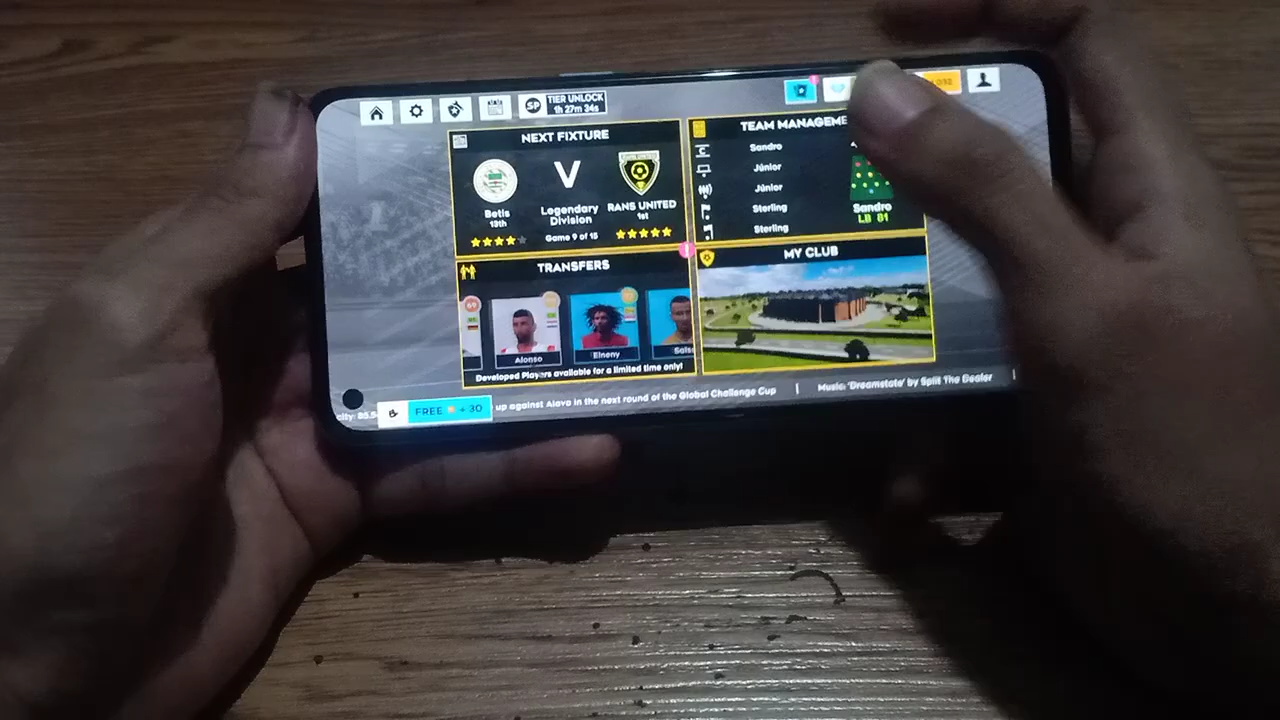 SP TIER UNLOCK
1h 27m 34s
NEXT FIXTURE
V
Betis
13th
Legendary
Division
Game 9 of 15
RANS UNITED
1st
TEAM MANAGEME
C Sandro
Júnior
Júnior
Sterling
Sterling
Sandro
LB 81
TRANSFERS
69
Alonso
Elneny
Developed Players available for a limited time only!
MY CLUB
FREE + 30
up against Alavo in the next round of the Global Challenge Cup | Music: 'Dreamstate' by Split The Dealer |